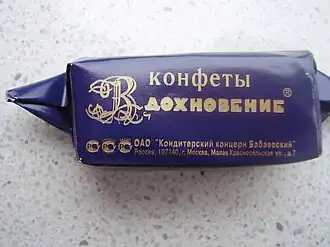 КОНФЕТЫ
ВДОХНОВЕНИЕ®
ОАО "Кондитерский концерн Бабаевский"
Россия, 107140, г. Москва, Малая Красносельская ул., д.7